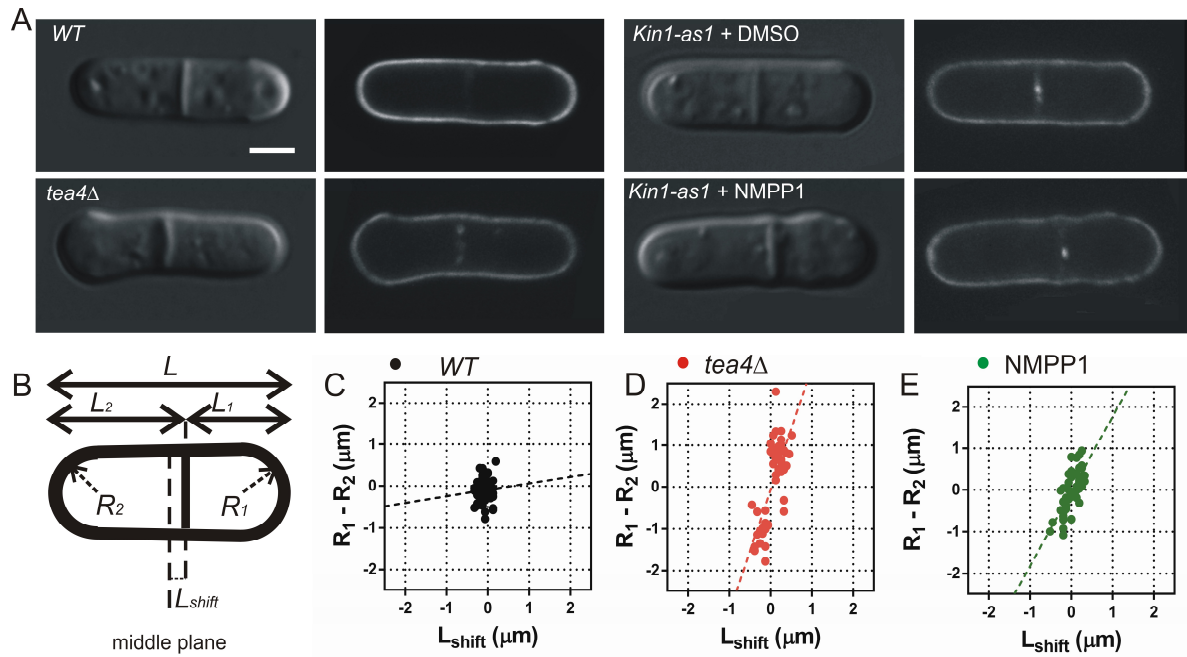 A
WT
Kin1-as1 + DMSO
tea4Δ
Kin1-as1 + NMPP1
B
L
L2
L1
R2
R1
Lshift
middle plane
C
WT
R1 - R2 (μm)
2
1
0
-1
-2
-2 -1 0 1 2
Lshift (μm)
D
tea4Δ
R1 - R2 (μm)
2
1
0
-1
-2
-2 -1 0 1 2
Lshift (μm)
E
NMPP1
R1 - R2 (μm)
2
1
0
-1
-2
-2 -1 0 1 2
Lshift (μm)